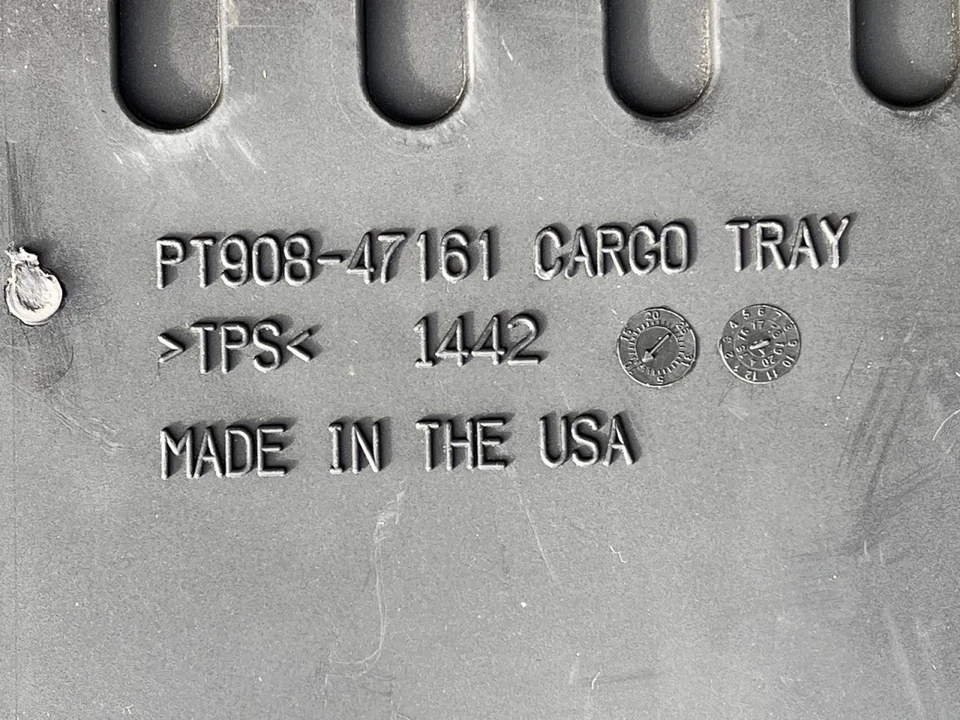 PT908-47161 CARGO TRAY
>TPS< 1442
MADE IN THE USA